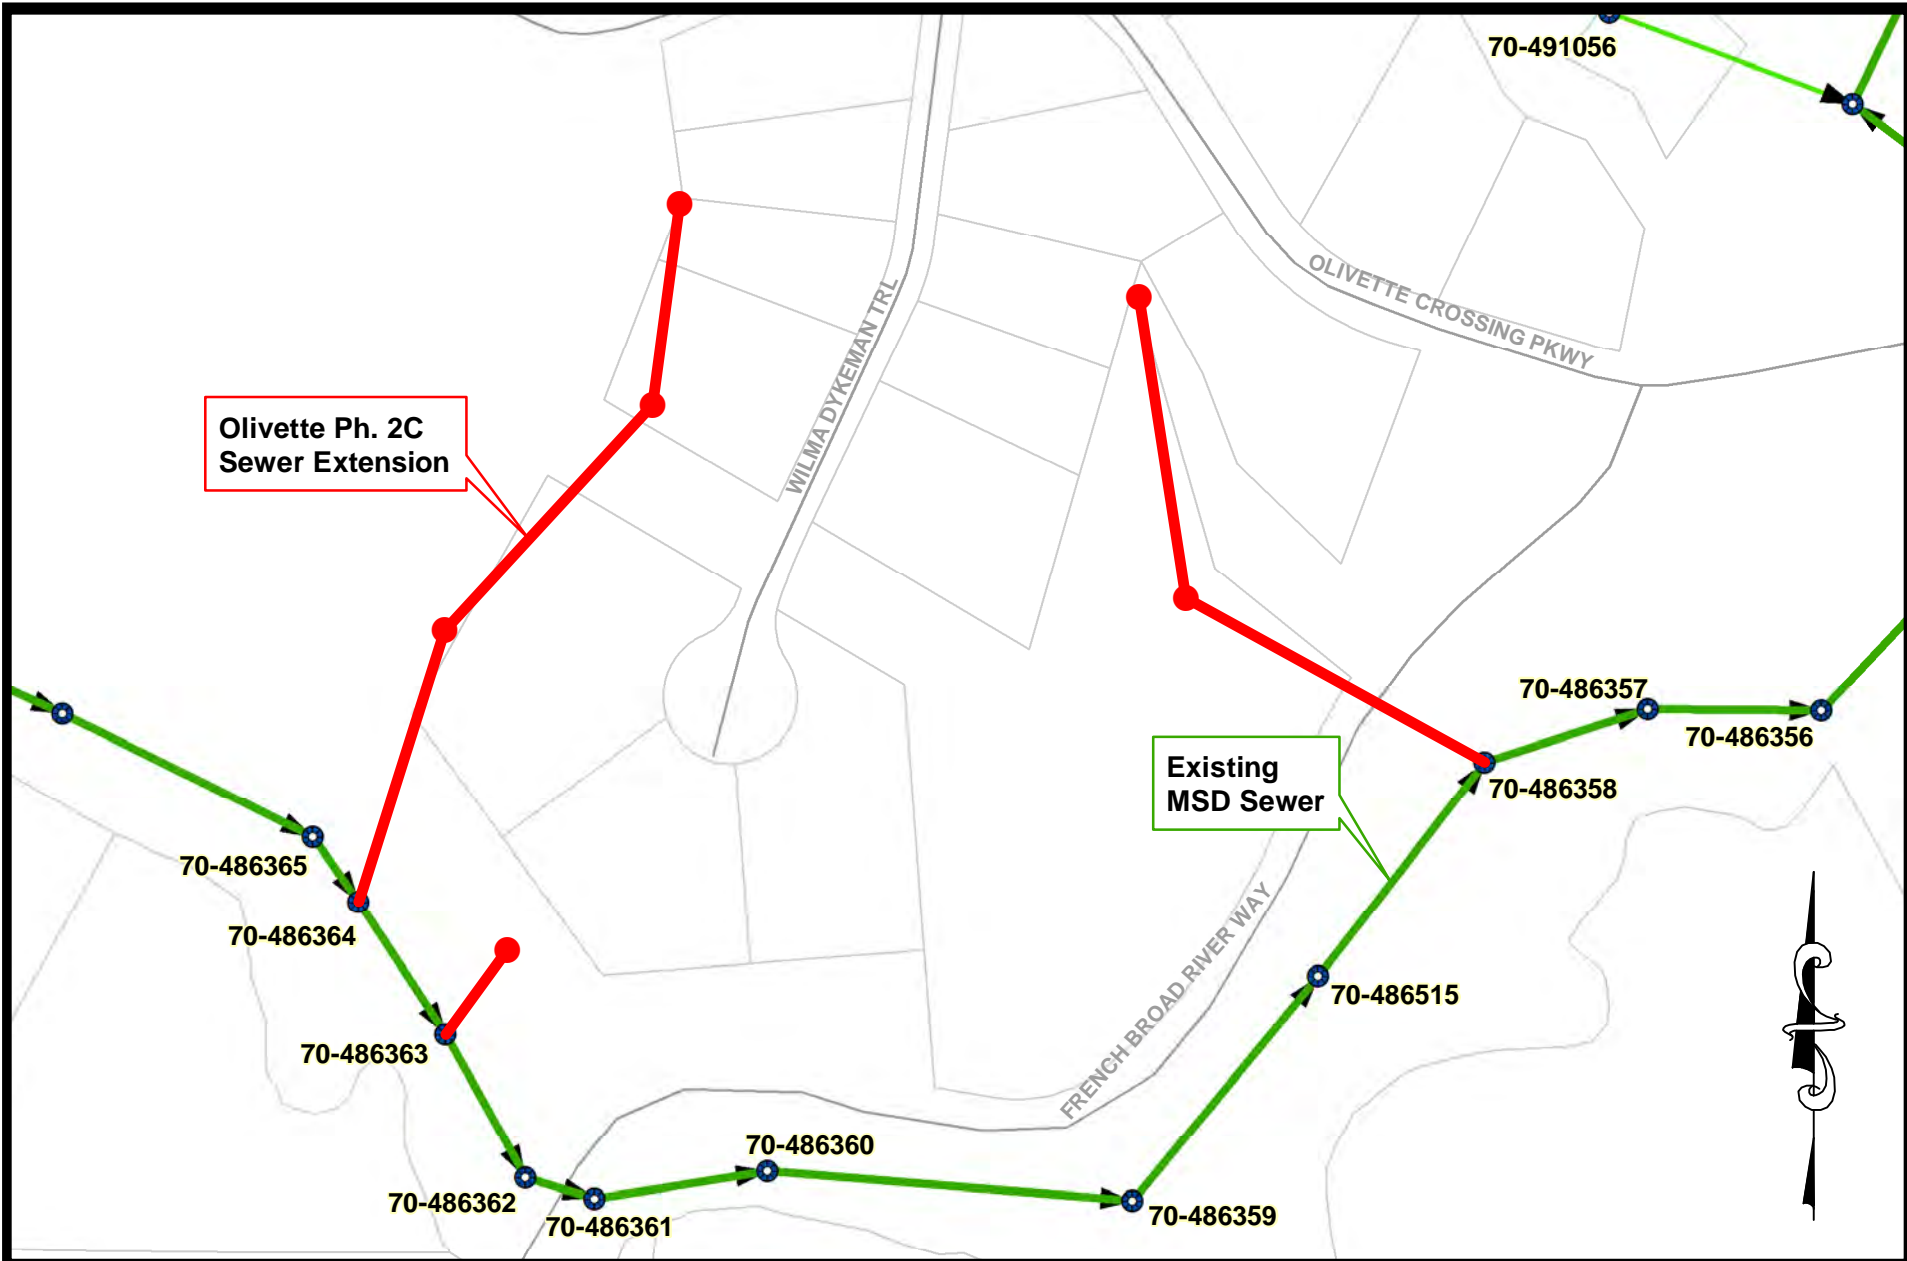 70-491056
OLIVETTE CROSSING PKWY
WILMA DYKEMAN TRL
Olivette Ph. 2C
Sewer Extension
70-486357
70-486356
Existing
MSD Sewer
70-486358
70-486365
70-486364
FRENCH BROAD RIVER WAY
70-486515
70-486363
70-486360
70-486362
70-486361
70-486359